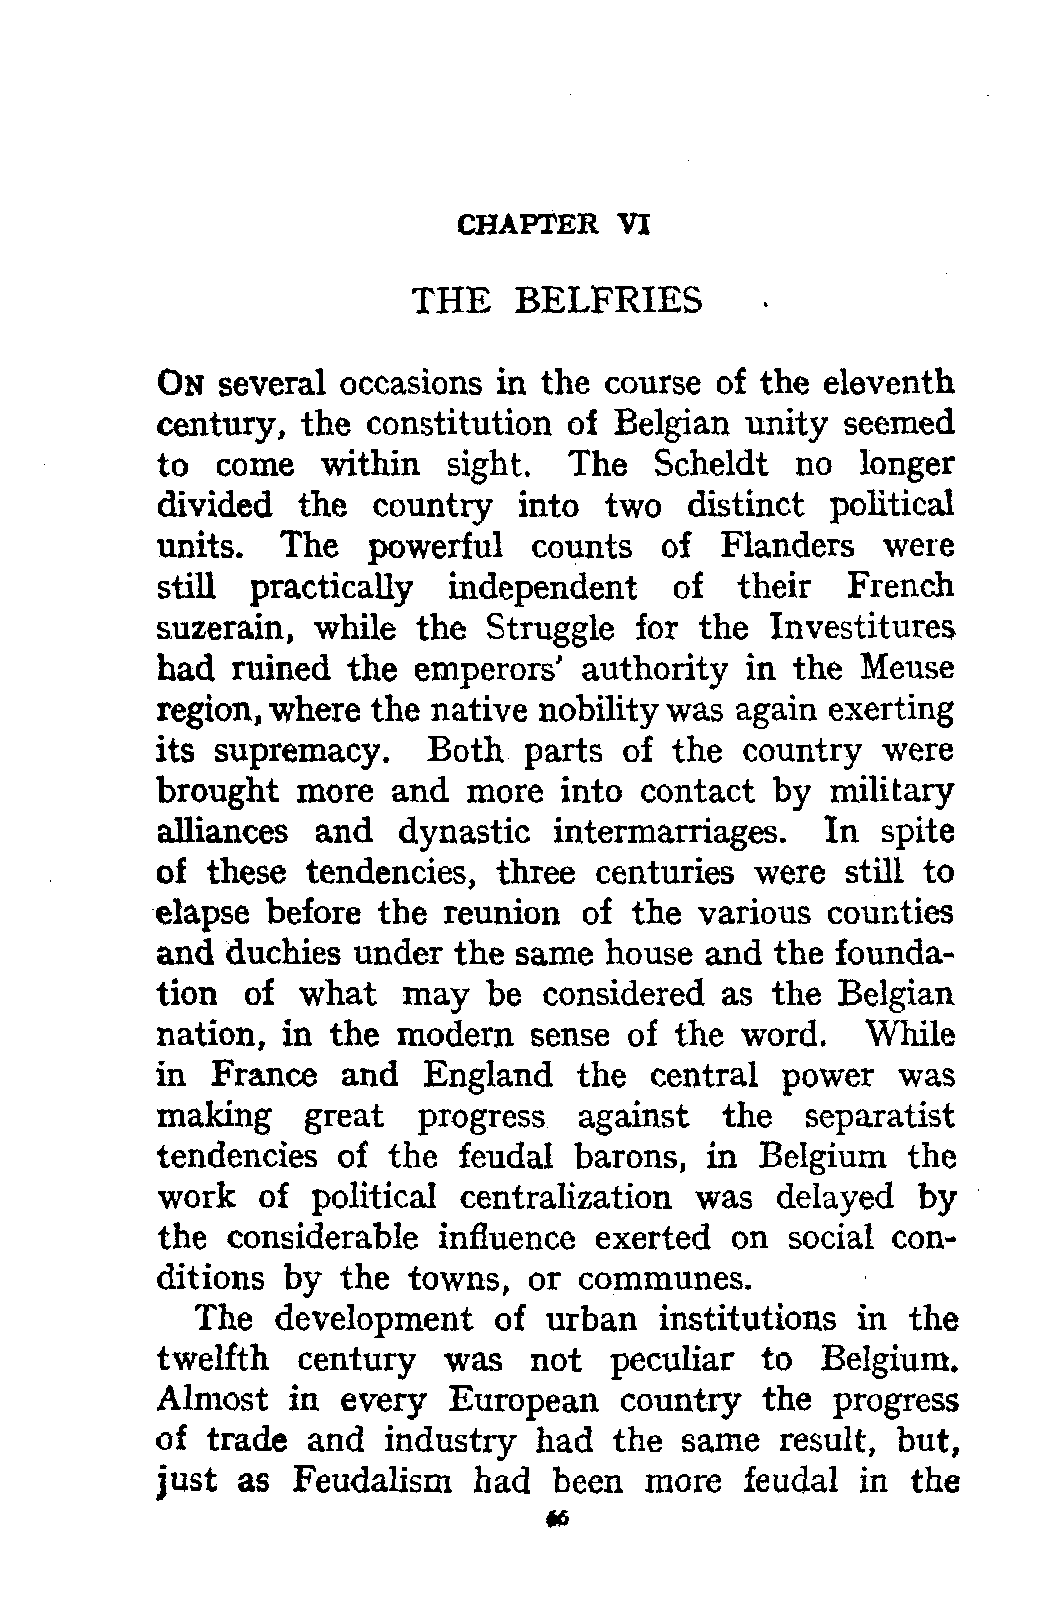 CHAPTER VI
THE BELFRIES
ON several occasions in the course of the eleventh
century, the constitution of Belgian unity seemed
to come within sight. The Scheldt no longer
divided the country into two distinct political
units. The powerful counts of Flanders were
still practically independent of their French
suzerain, while the Struggle for the Investitures
had ruined the emperors' authority in the Meuse
region, where the native nobility was again exerting
its supremacy. Both parts of the country were
brought more and more into contact by military
alliances and dynastic intermarriages. In spite
of these tendencies, three centuries were still to
elapse before the reunion of the various counties
and duchies under the same house and the founda-
tion of what may be considered as the Belgian
nation, in the modern sense of the word. While
in France and England the central power was
making great progress against the separatist
tendencies of the feudal barons, in Belgium the
work of political centralization was delayed by
the considerable influence exerted on social con-
ditions by the towns, or communes.
The development of urban institutions in the
twelfth century was not peculiar to Belgium.
Almost in every European country the progress
of trade and industry had the same result, but,
just as Feudalism had been more feudal in the
66